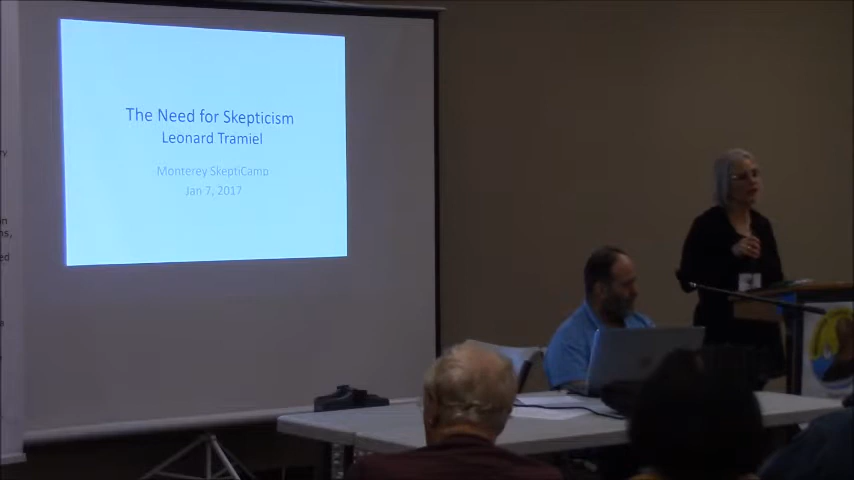 The Need for Skepticism
Leonard Tramiel
Monterey SkeptiCamp
Jan 7, 2017